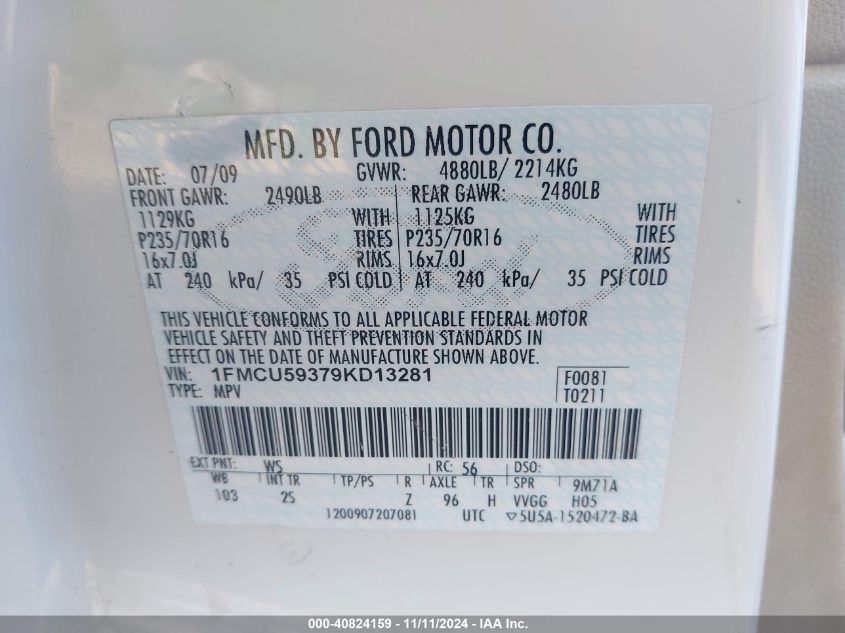 MFD. BY FORD MOTOR CO.
DATE: 07/09 GVWR: 4880LB/ 2214KG
FRONT GAWR: 2490LB REAR GAWR: 2480LB
1129KG WITH 1125KG WITH
P235/70R16 TIRES P235/70R16 TIRES
16x7.0J RIMS 16x7.0J RIMS
AT 240 kPa/ 35 PSI COLD AT 240 kPa/ 35 PSI COLD
THIS VEHICLE CONFORMS TO ALL APPLICABLE FEDERAL MOTOR
VEHICLE SAFETY AND THEFT PREVENTION STANDARDS IN
EFFECT ON THE DATE OF MANUFACTURE SHOWN ABOVE.
VIN: 1FMCU59379KD13281 F0081
TYPE: MPV T0211
EXT PNT: WS RC: 56 DSO:
WB INT TR TP/PS R AXLE TR SPR 9M71A
103 2S Z 96 H VVGG H05
1200907207081 UTC ▽5U5A-1520472-BA
000-40824159 - 11/11/2024 - IAA Inc.